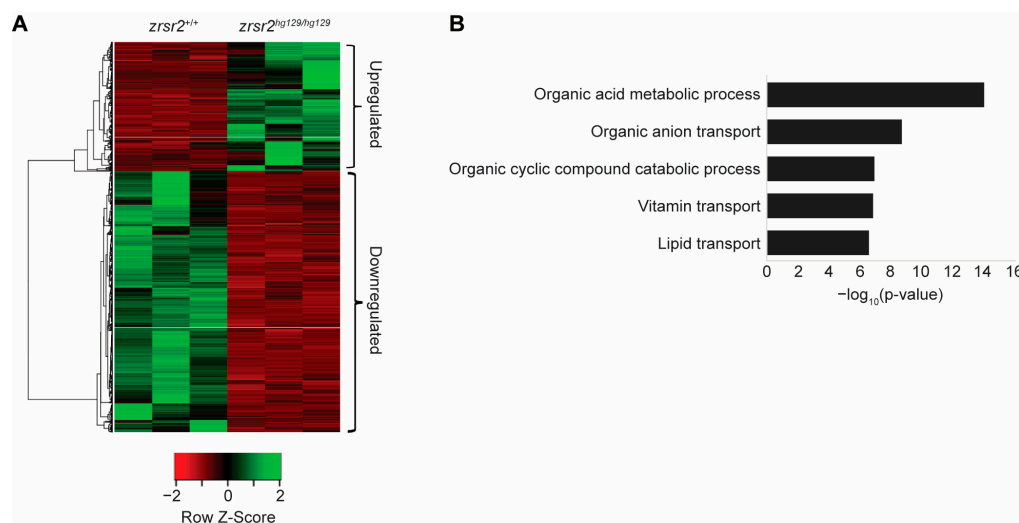 A
zrsr2+/+ zrsr2hg129/hg129
Upregulated
Downregulated
−2 0 2
Row Z-Score
B
Organic acid metabolic process
Organic anion transport
Organic cyclic compound catabolic process
Vitamin transport
Lipid transport
0 2 4 6 8 10 12 14 16
−log10(p-value)